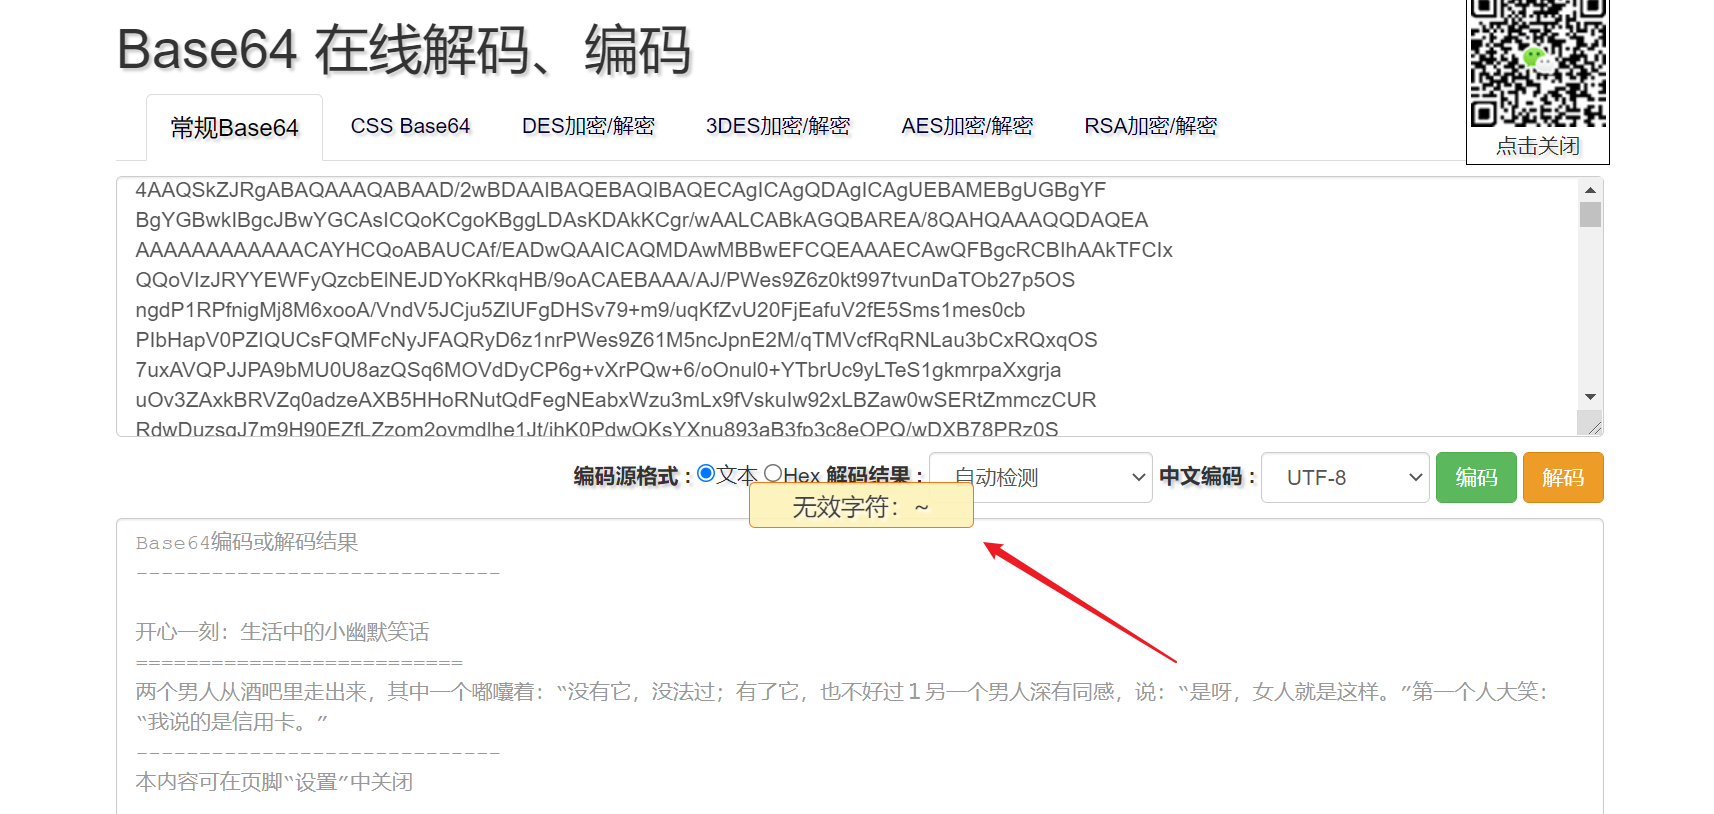 Base64 在线解码、编码
点击关闭
常规Base64
CSS Base64
DES加密/解密
3DES加密/解密
AES加密/解密
RSA加密/解密
4AAQSkZJRgABAQAAAQABAAD/2wBDAAIBAQEBAQIBAQECAgICAgQDAgICAgUEBAMEBgUGBgYF
BgYGBwkIBgcJBwYGCAsICQoKCgoKBggLDAsKDAkKCgr/wAALCABkAGQBAREA/8QAHQAAAQQDAQEA
AAAAAAAAAAAACAYHCQoABAUCAf/EADwQAAICAQMDAwMBBwEFCQEAAAECAwQFBgcRCBIhAAkTFCIx
QQoVIzJRYYEWFyQzcbElNEJDYoKRkqHB/9oACAEBAAA/AJ/PWes9Z6z0kt997tvunDaTOb27p5OS
ngdP1RPfnigMj8M6xooA/VndV5JCju5ZlUFgDHSv79+m9/uqKfZvU20FjEafuV2fE5Sms1mes0cb
PIbHapV0PZIQUCsFQMFcNyJFAQRyD6z1nrPWes9Z61M5ncJpnE2M/qTMVcfRqRNLau3bCxRQxqOS
7uxAVQPJJPA9bMU0U8azQSq6MOVdDyCP6g+vXrPQw+6/oOnul0+YTbrUc9yLTeS1gkmrpaXxgrja
uOv3ZAxkBRVZq0adzeAXB5HHoRNutQdFegNEabxWzu3mLx9fVskuIw92xLBZaw0wSERtZmmczCUR
RdwDuzsqJ7m9H90EZfLZzom2oyvmdlhe1Jt/ihK0PdwQKsYXnu893aB3fp3c8eOPQ/wDXB78PRz0S
编码源格式：
文本
Hex
解码结果：
自动检测
中文编码：
UTF-8
编码
解码
无效字符：~
Base64编码或解码结果
-----------------------------
开心一刻：生活中的小幽默笑话
==========================
两个男人从酒吧里走出来，其中一个嘟囔着：“没有它，没法过；有了它，也不好过１另一个男人深有同感，说：“是呀，女人就是这样。”第一个人大笑：
“我说的是信用卡。”
-----------------------------
本内容可在页脚“设置”中关闭